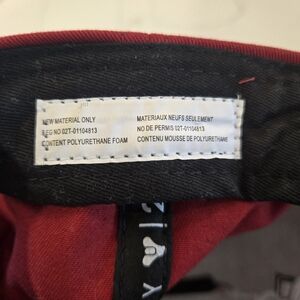 NEW MATERIAL ONLY
REG NO 02T-01104813
CONTENT POLYURETHANE FOAM
MATERIAUX NEUFS SEULEMENT
NO DE PERMIS 02T-01104813
CONTENU MOUSSE DE POLYURETHANE